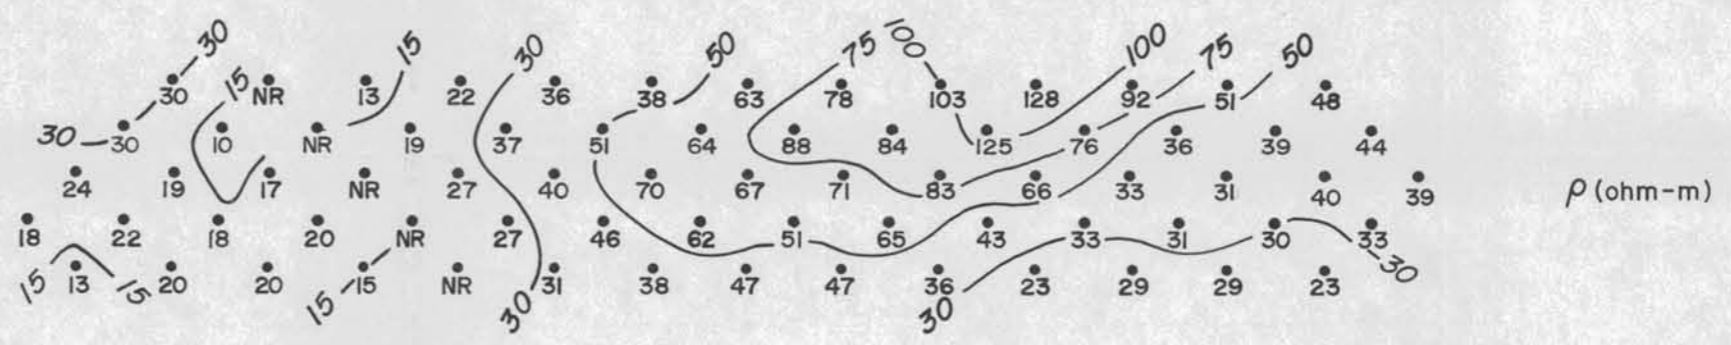 30 15 30 50 75 100 100 75 50
15
30 NR 13 22 36 38 63 78 103 128 92 51 48
30 30 10 NR 19 37 51 64 88 84 125 76 36 39 44
24 19 17 NR 27 40 70 67 71 83 66 33 31 40 39 ρ (ohm-m)
18 22 18 20 NR 27 46 62 51 65 43 33 31 30 33
15 13 15 20 20 15 NR 31 38 47 47 36 23 29 29 23 30
15 30 30